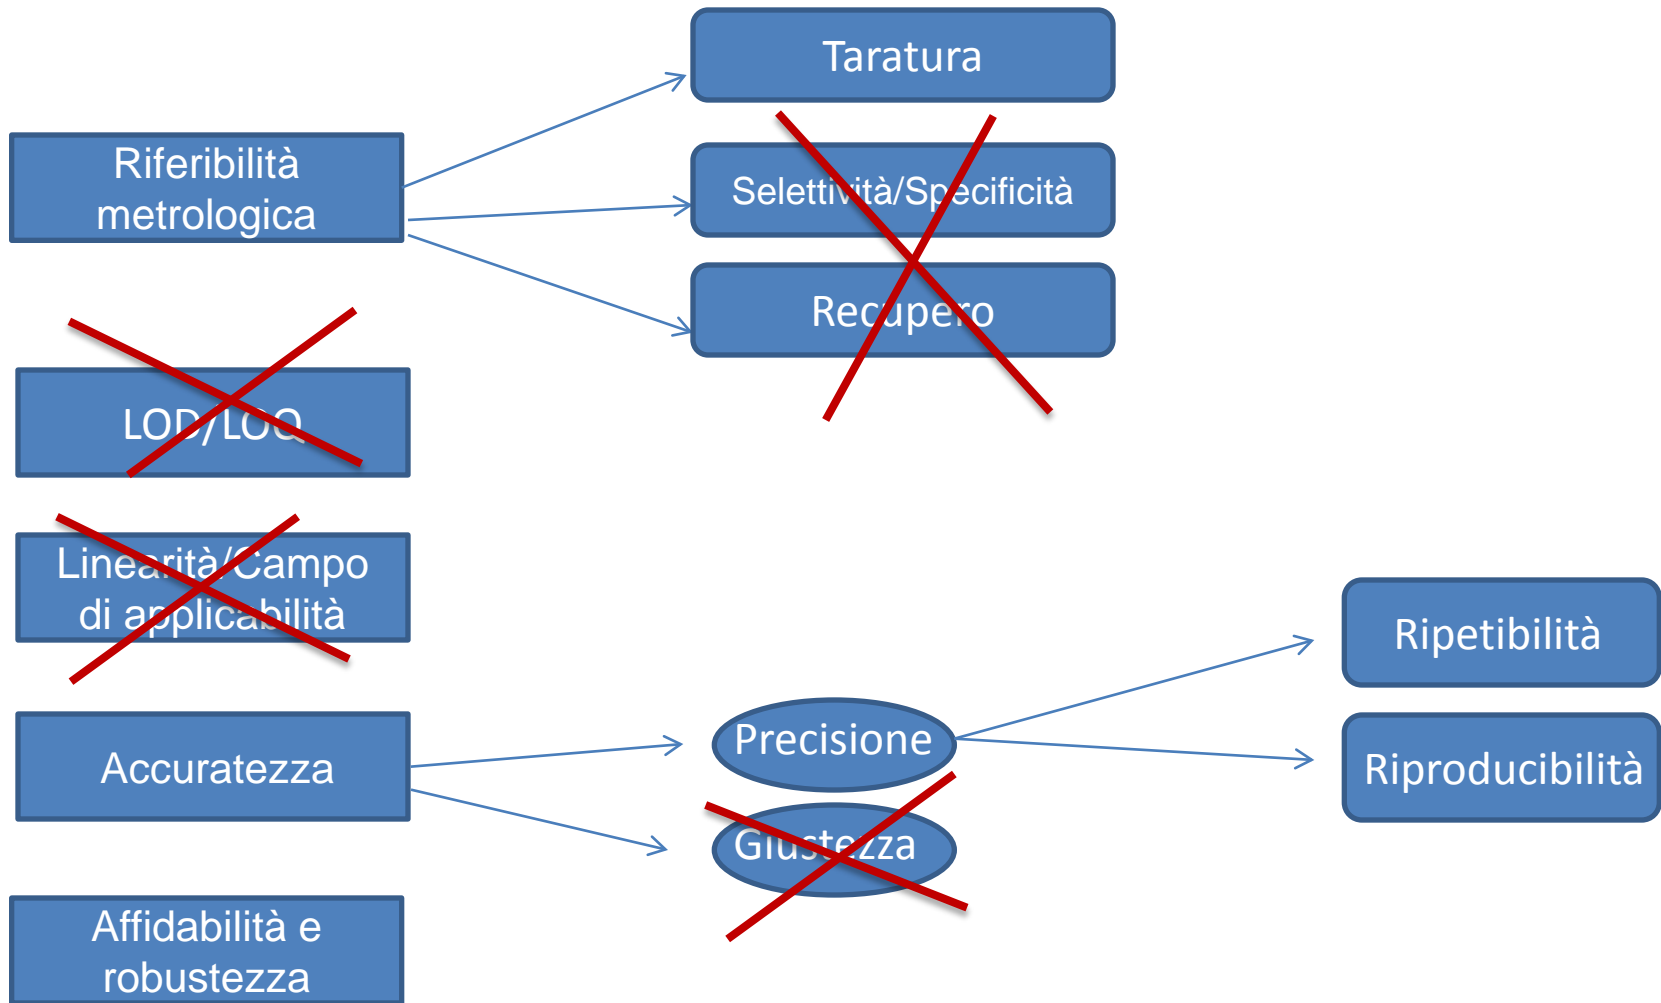 Taratura
Riferibilità
metrologica
Selettività/Specificità
Recupero
LOD/LOQ
Linearità/Campo
di applicabilità
Ripetibilità
Accuratezza
Precisione
Riproducibilità
Giustezza
Affidabilità e
robustezza